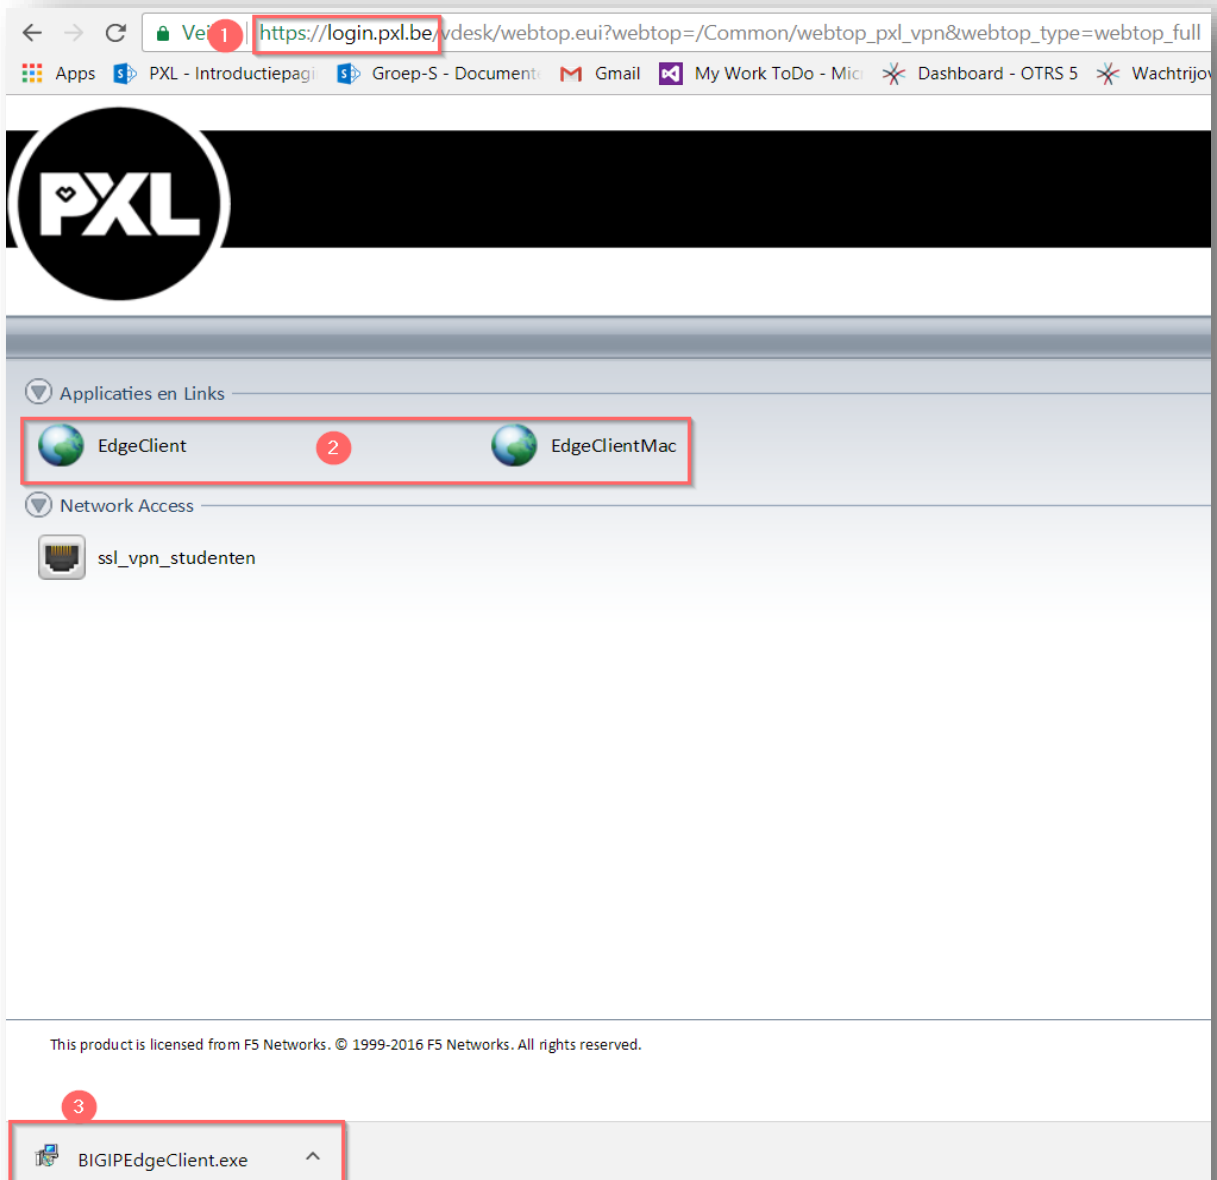 Vei 1 https://login.pxl.be/vdesk/webtop.eui?webtop=/Common/webtop_pxl_vpn&webtop_type=webtop_full
Apps PXL - Introductiepagi Groep-S - Document Gmail My Work ToDo - Mic Dashboard - OTRS 5 Wachtrijov
PXL
Applicaties en Links
EdgeClient 2 EdgeClientMac
Network Access
ssl_vpn_studenten
This product is licensed from F5 Networks. © 1999-2016 F5 Networks. All rights reserved.
3
BIGIPEdgeClient.exe